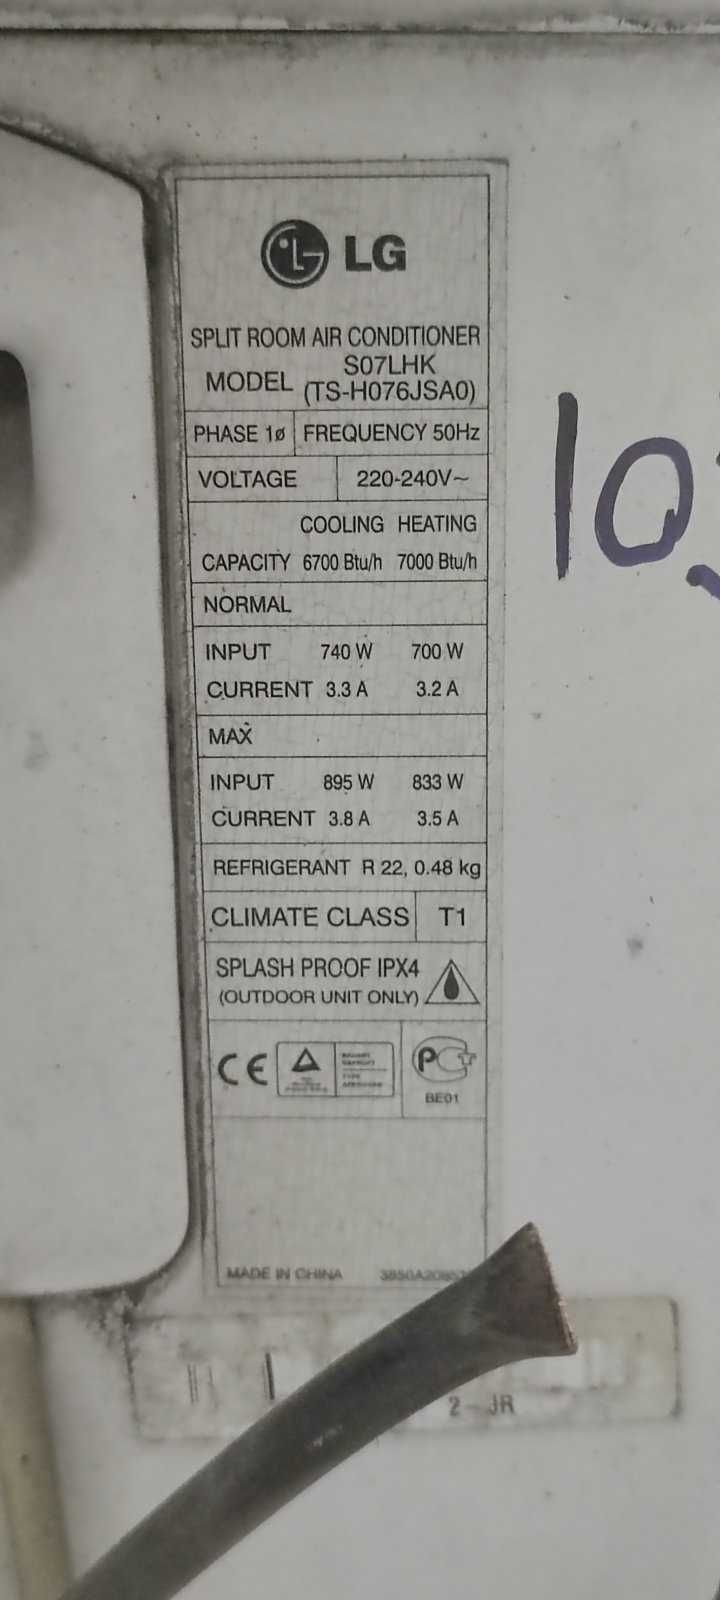 LG
SPLIT ROOM AIR CONDITIONER
MODEL S07LHK
(TS-H076JSA0)
PHASE 1ø FREQUENCY 50Hz
VOLTAGE 220-240V~
COOLING HEATING
CAPACITY 6700 Btu/h 7000 Btu/h
NORMAL
INPUT 740 W 700 W
CURRENT 3.3 A 3.2 A
MAX
INPUT 895 W 833 W
CURRENT 3.8 A 3.5 A
REFRIGERANT R 22, 0.48 kg
CLIMATE CLASS T1
SPLASH PROOF IPX4
(OUTDOOR UNIT ONLY)
CE
BE01
MADE IN CHINA
2 - JR
10